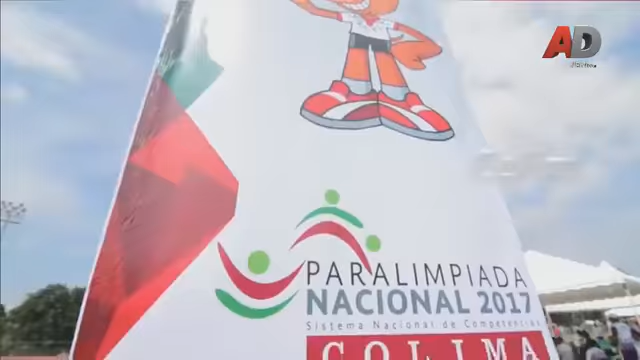 AD
PARALIMPIADA
NACIONAL 2017
Sistema Nacional de Competencias
COLIMA